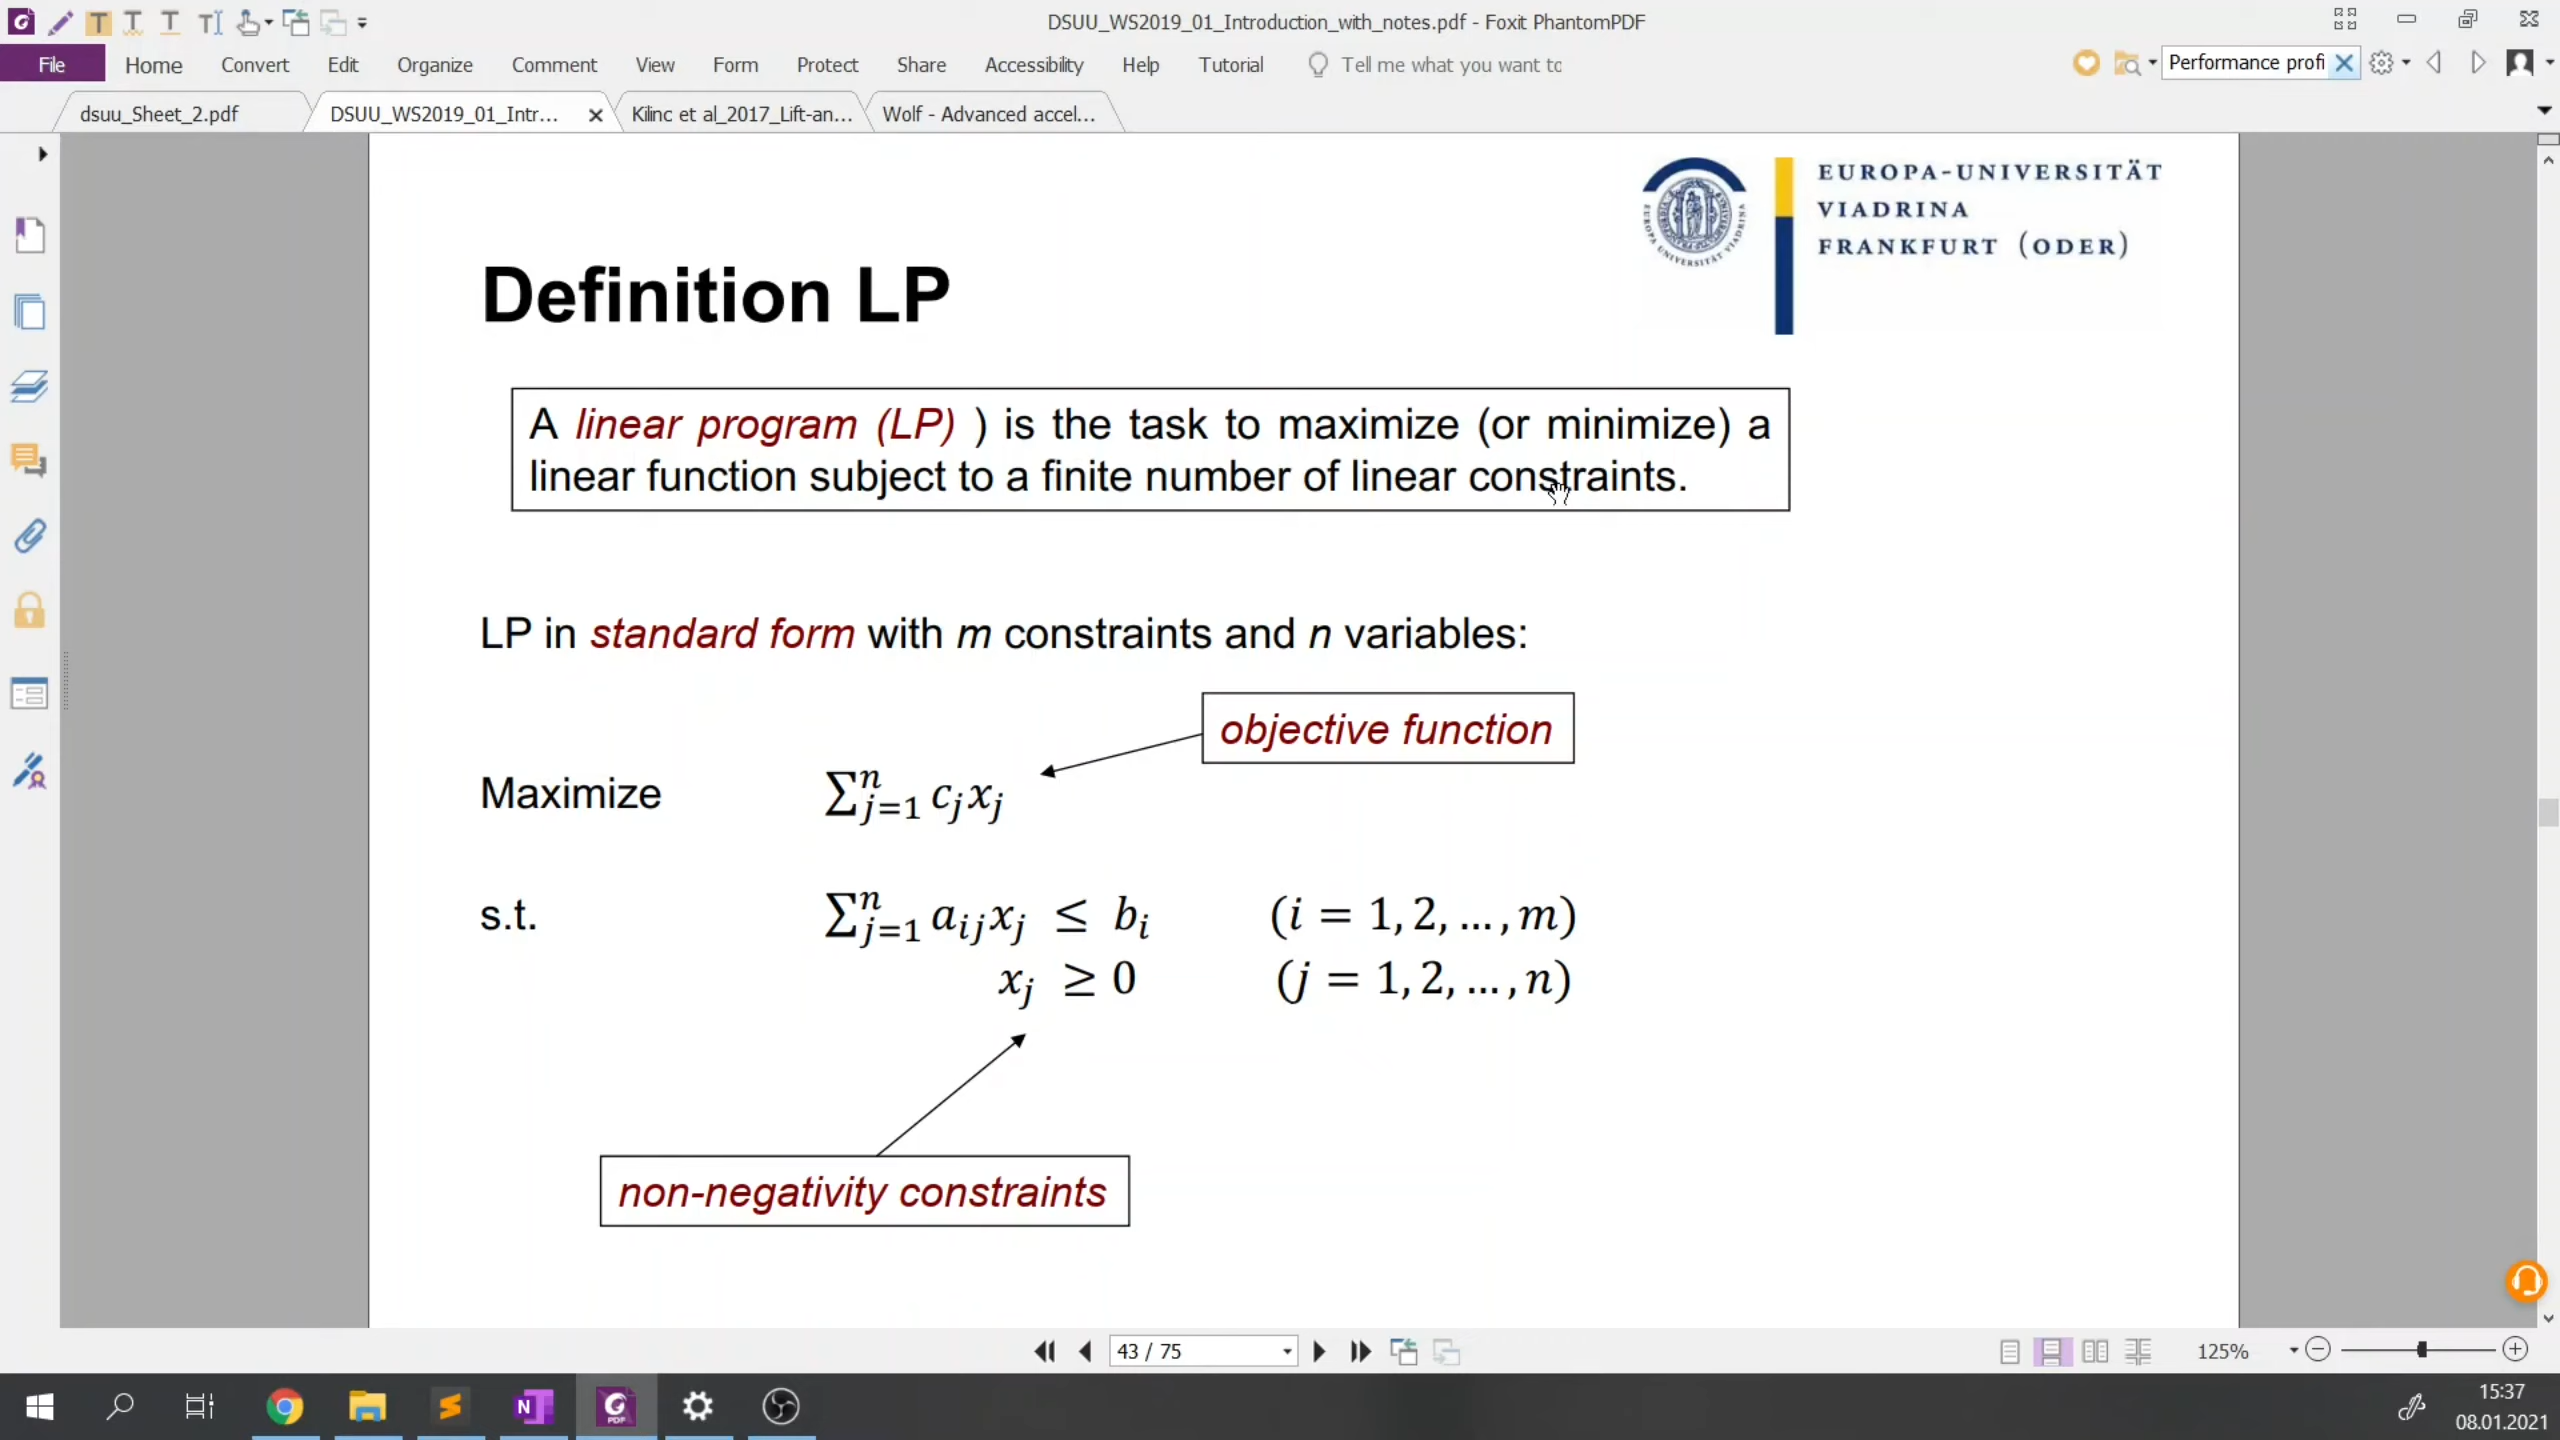 DSUU_WS2019_01_Introduction_with_notes.pdf - Foxit PhantomPDF
File Home Convert Edit Organize Comment View Form Protect Share Accessibility Help Tutorial Tell me what you want to
Performance profi
dsuu_Sheet_2.pdf DSUU_WS2019_01_Intr... Kilinc et al_2017_Lift-an... Wolf - Advanced accel...
EUROPA-UNIVERSITÄT
VIADRINA
FRANKFURT (ODER)
EUROPA UNIVERSITÄT VIADRINA
Definition LP
A linear program (LP) ) is the task to maximize (or minimize) a
linear function subject to a finite number of linear constraints.
LP in standard form with m constraints and n variables:
objective function
Maximize ∑ⁿⱼ₌₁ cⱼxⱼ
s.t. ∑ⁿⱼ₌₁ aᵢⱼxⱼ ≤ bᵢ (i = 1, 2, …, m)
xⱼ ≥ 0 (j = 1, 2, …, n)
non-negativity constraints
43 / 75
125%
15:37
08.01.2021